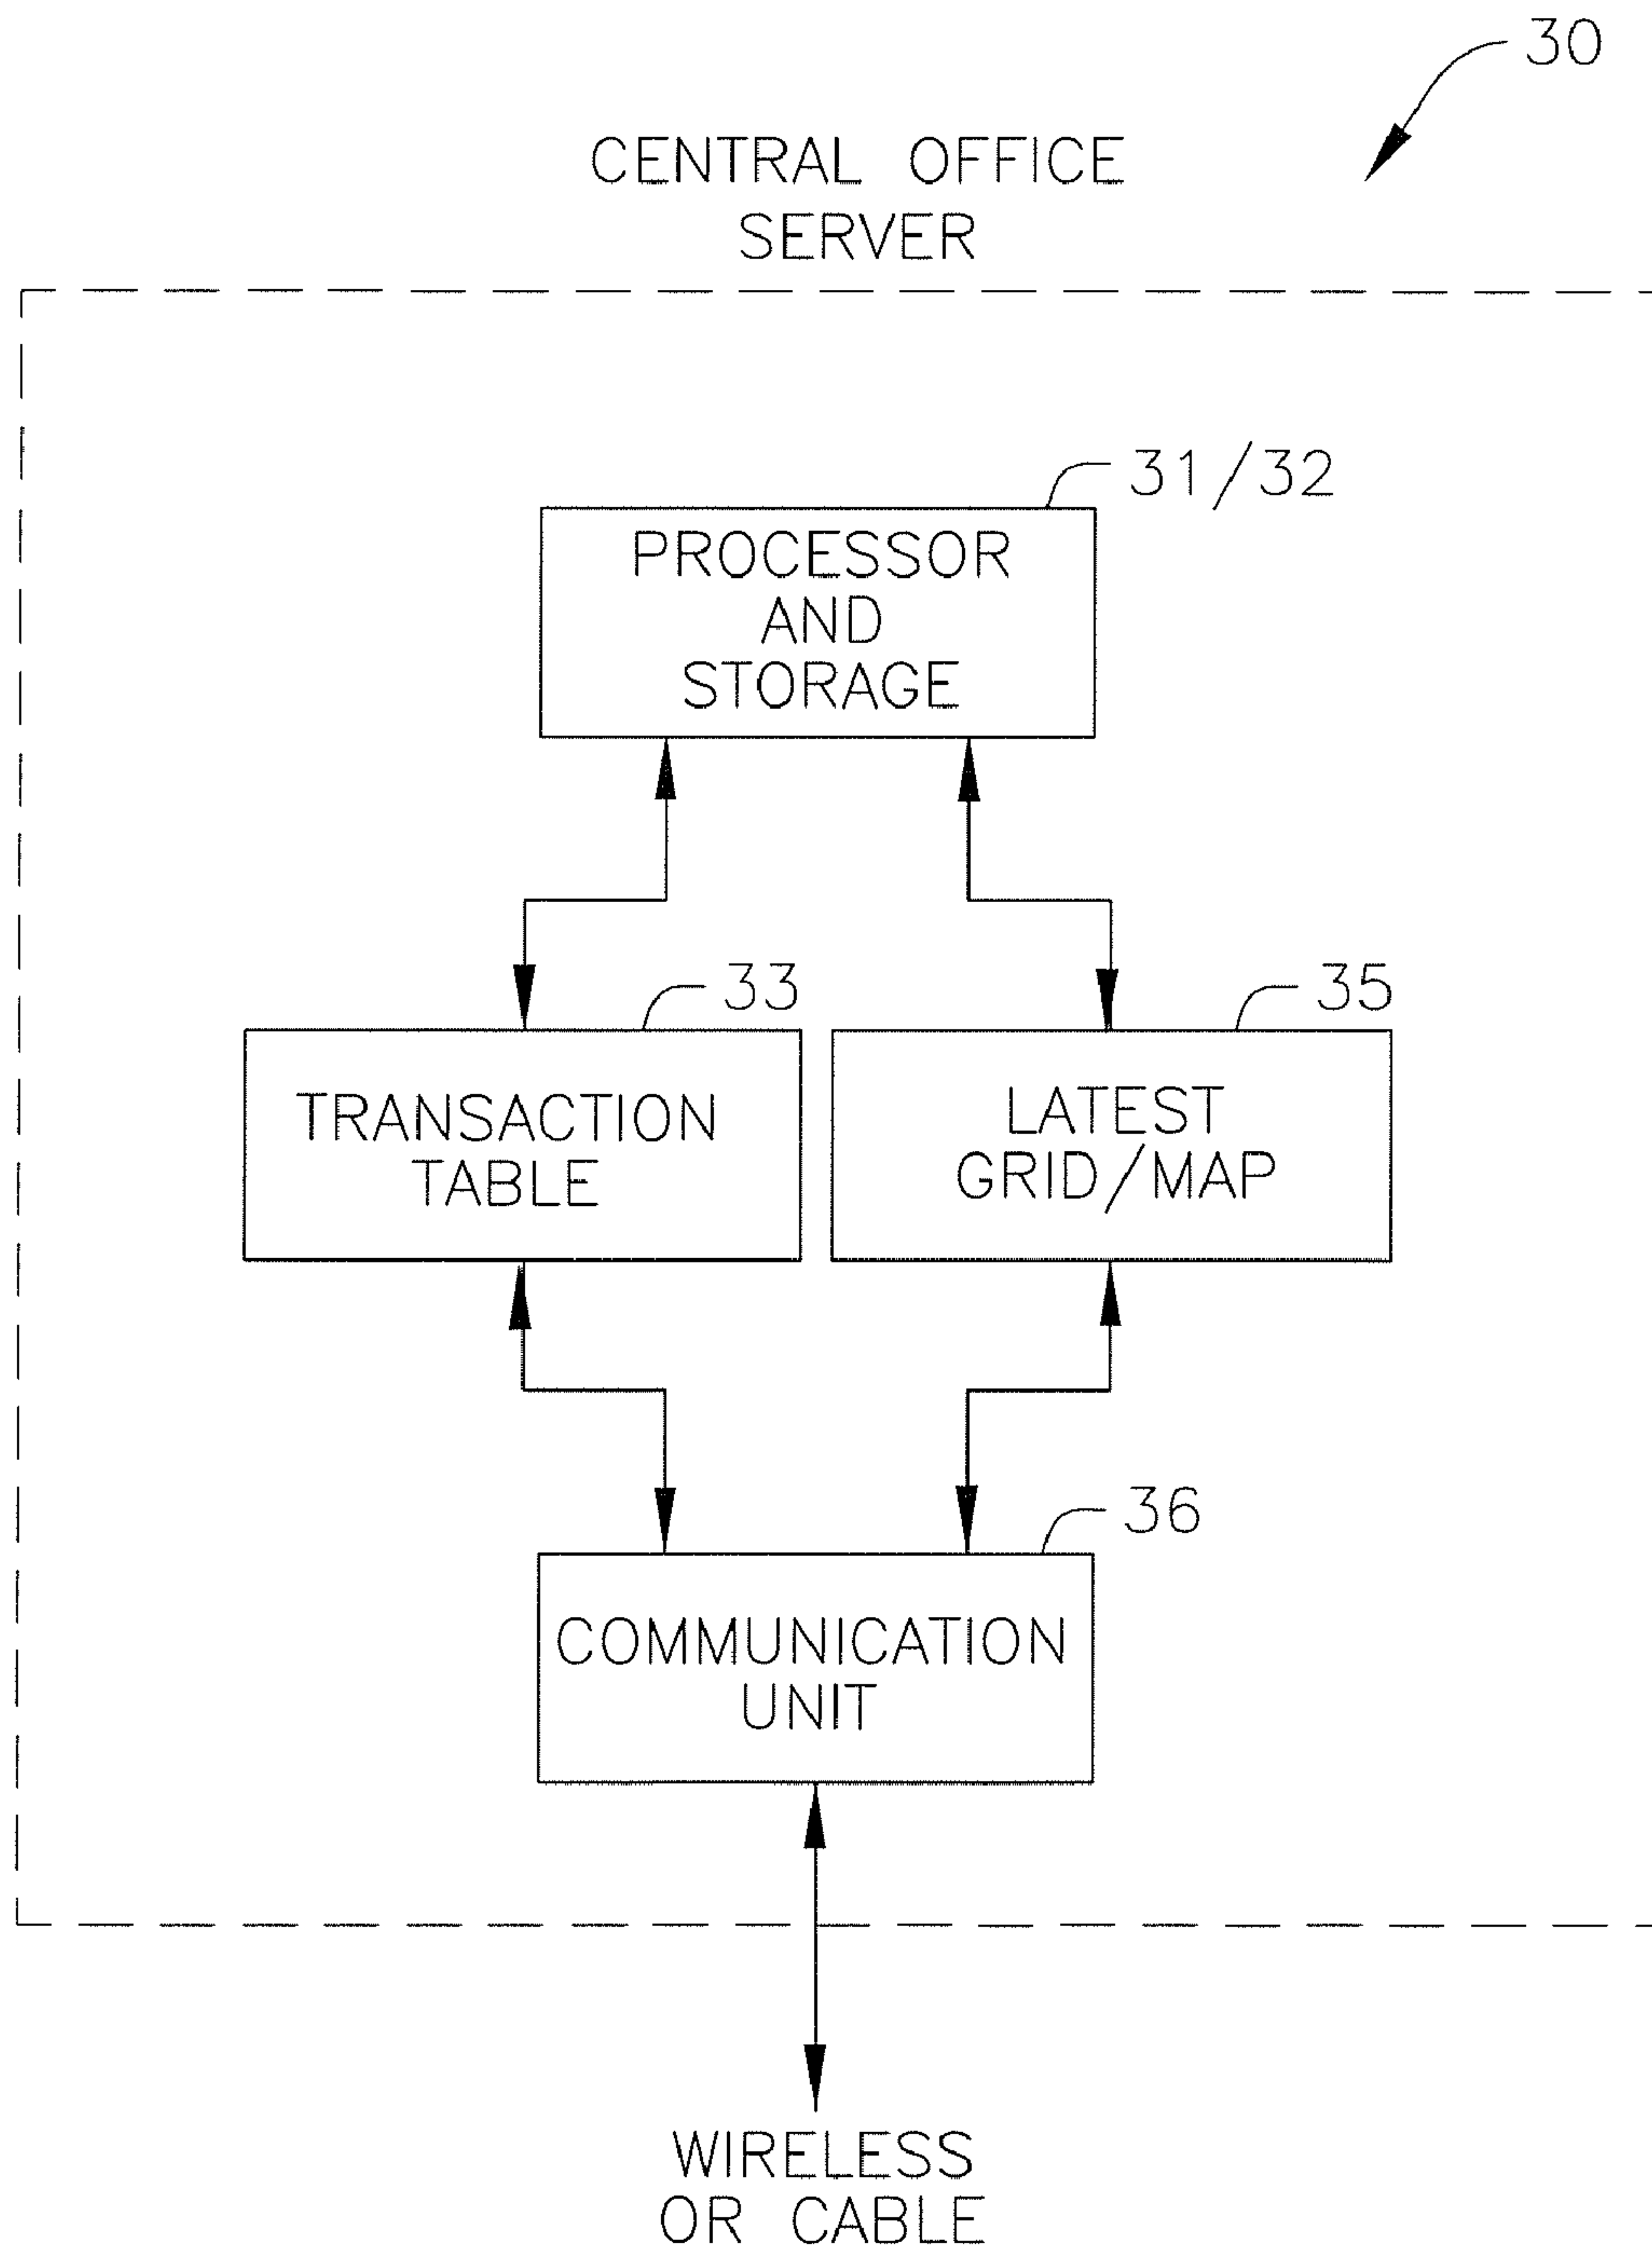 30
CENTRAL OFFICE
SERVER
31/32
PROCESSOR
AND
STORAGE
33
35
TRANSACTION
TABLE
LATEST
GRID/MAP
36
COMMUNICATION
UNIT
WIRELESS
OR CABLE